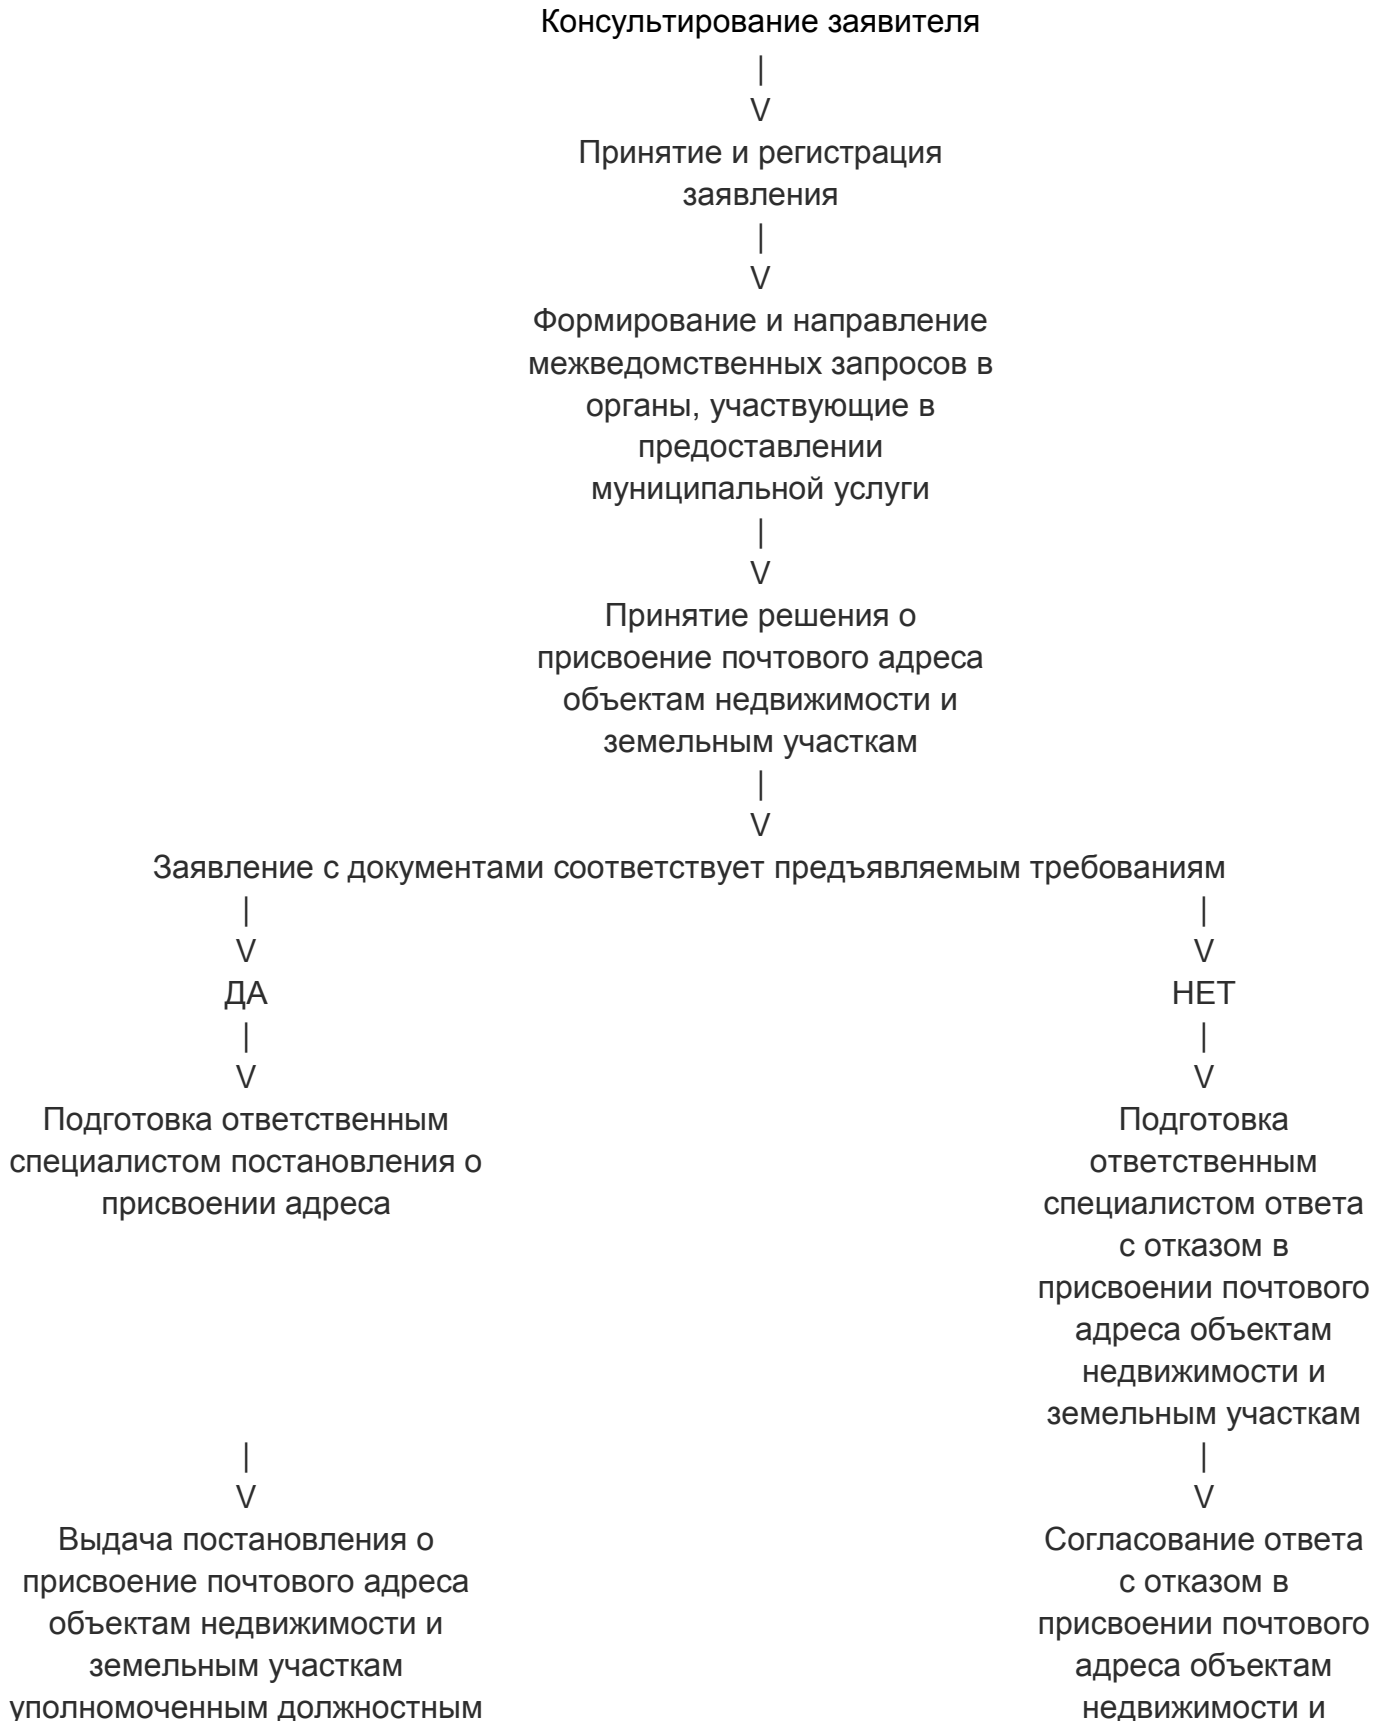 Консультирование заявителя
|
V
Принятие и регистрация
заявления
|
V
Формирование и направление
межведомственных запросов в
органы, участвующие в
предоставлении
муниципальной услуги
|
V
Принятие решения о
присвоение почтового адреса
объектам недвижимости и
земельным участкам
|
V
Заявление с документами соответствует предъявляемым требованиям
|
V
ДА
|
V
Подготовка ответственным
специалистом постановления о
присвоении адреса
|
V
Выдача постановления о
присвоение почтового адреса
объектам недвижимости и
земельным участкам
уполномоченным должностным
|
V
НЕТ
|
V
Подготовка
ответственным
специалистом ответа
с отказом в
присвоении почтового
адреса объектам
недвижимости и
земельным участкам
|
V
Согласование ответа
с отказом в
присвоении почтового
адреса объектам
недвижимости и